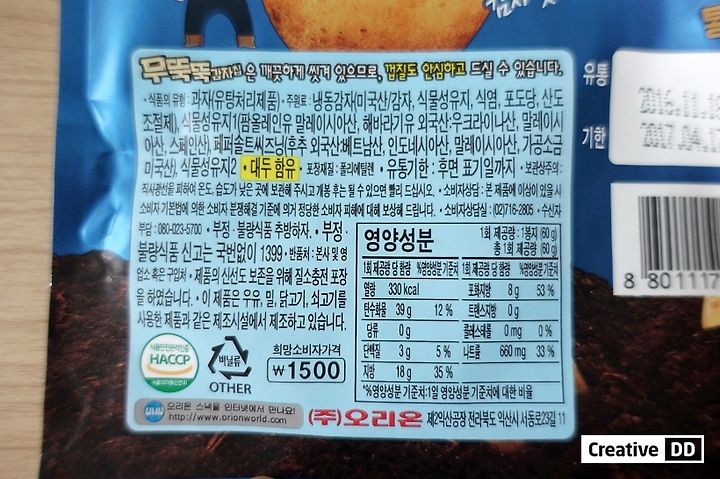 무뚝뚝감자칩은 깨끗하게 씻겨 있으므로, 껍질도 안심하고 드실 수 있습니다.
•식품의 유형: 과자(유탕처리제품) •주원료: 냉동감자(미국산/감자, 식물성유지, 식염, 포도당, 산도
조절제), 식물성유지1(팜올레인유 말레이시아산, 해바라기유 외국산:우크라이나산, 말레이시
아산, 스페인산), 페퍼솔트씨즈닝(후추 외국산:베트남산, 인도네시아산, 말레이시아산, 가공소금
미국산), 식물성유지2 •대두 함유 •포장재질: 폴리에틸렌 •유통기한: 후면 표기일까지 •보관상주의:
직사광선을 피하여 온도, 습도가 낮은 곳에 보관해 주시고 개봉 후는 될 수 있으면 빨리 드십시오. •소비자상담: 본 제품에 이상이 있을 시
소비자 기본법에 의한 소비자 분쟁해결 기준에 의거 정당한 소비자 피해에 대해 보상해 드립니다. •소비자상담실: (02)716-2805 •수신자
부담: 080-023-5700 •부정·불량식품 추방하자. •부정·
불량식품 신고는 국번없이 1399 •반품처: 본사 및 영
업소 혹은 구입처 •제품의 신선도 보존을 위해 질소충전 포장
을 하였습니다. •이 제품은 우유, 밀, 닭고기, 쇠고기를
사용한 제품과 같은 제조시설에서 제조하고 있습니다.
영양성분
1회 제공량: 1봉지 (60 g)
총 1회 제공량 (60 g)
1회 제공량 당 함량 %영양성분 기준치 1회 제공량 당 함량 %영양성분 기준치
열량 330 kcal 포화지방 8 g 53 %
탄수화물 39 g 12 % 트랜스지방 0 g
당류 0 g 콜레스테롤 0 mg 0 %
단백질 3 g 5 % 나트륨 660 mg 33 %
지방 18 g 35 %
*%영양성분 기준치:1일 영양성분 기준치에 대한 비율
HACCP
비닐류
OTHER
희망소비자가격
₩1500
오리온 스낵을 인터넷에서 만나요!
http://www.orionworld.com
(주)오리온 제2익산공장 전라북도 익산시 서동로23길 11
유통
기한
2016.11.
2017.04.
8 801117
Creative DD